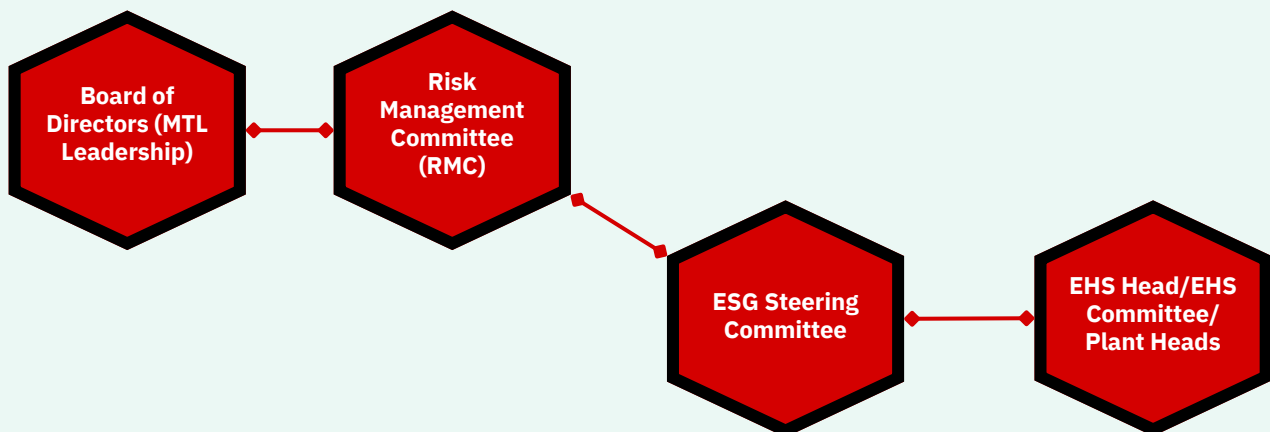 Board of
Directors (MTL
Leadership)
Risk
Management
Committee
(RMC)
ESG Steering
Committee
EHS Head/EHS
Committee/
Plant Heads